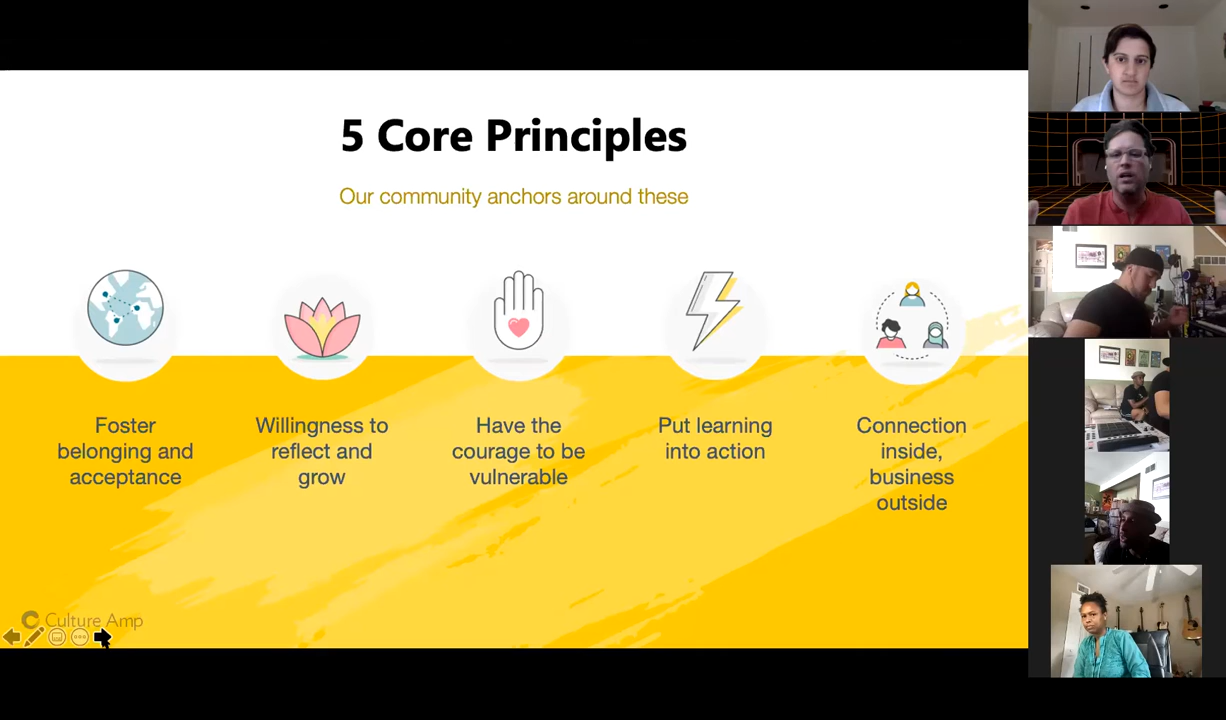 5 Core Principles
Our community anchors around these
Foster
belonging and
acceptance
Willingness to
reflect and
grow
Have the
courage to be
vulnerable
Put learning
into action
Connection
inside,
business
outside
Culture Amp